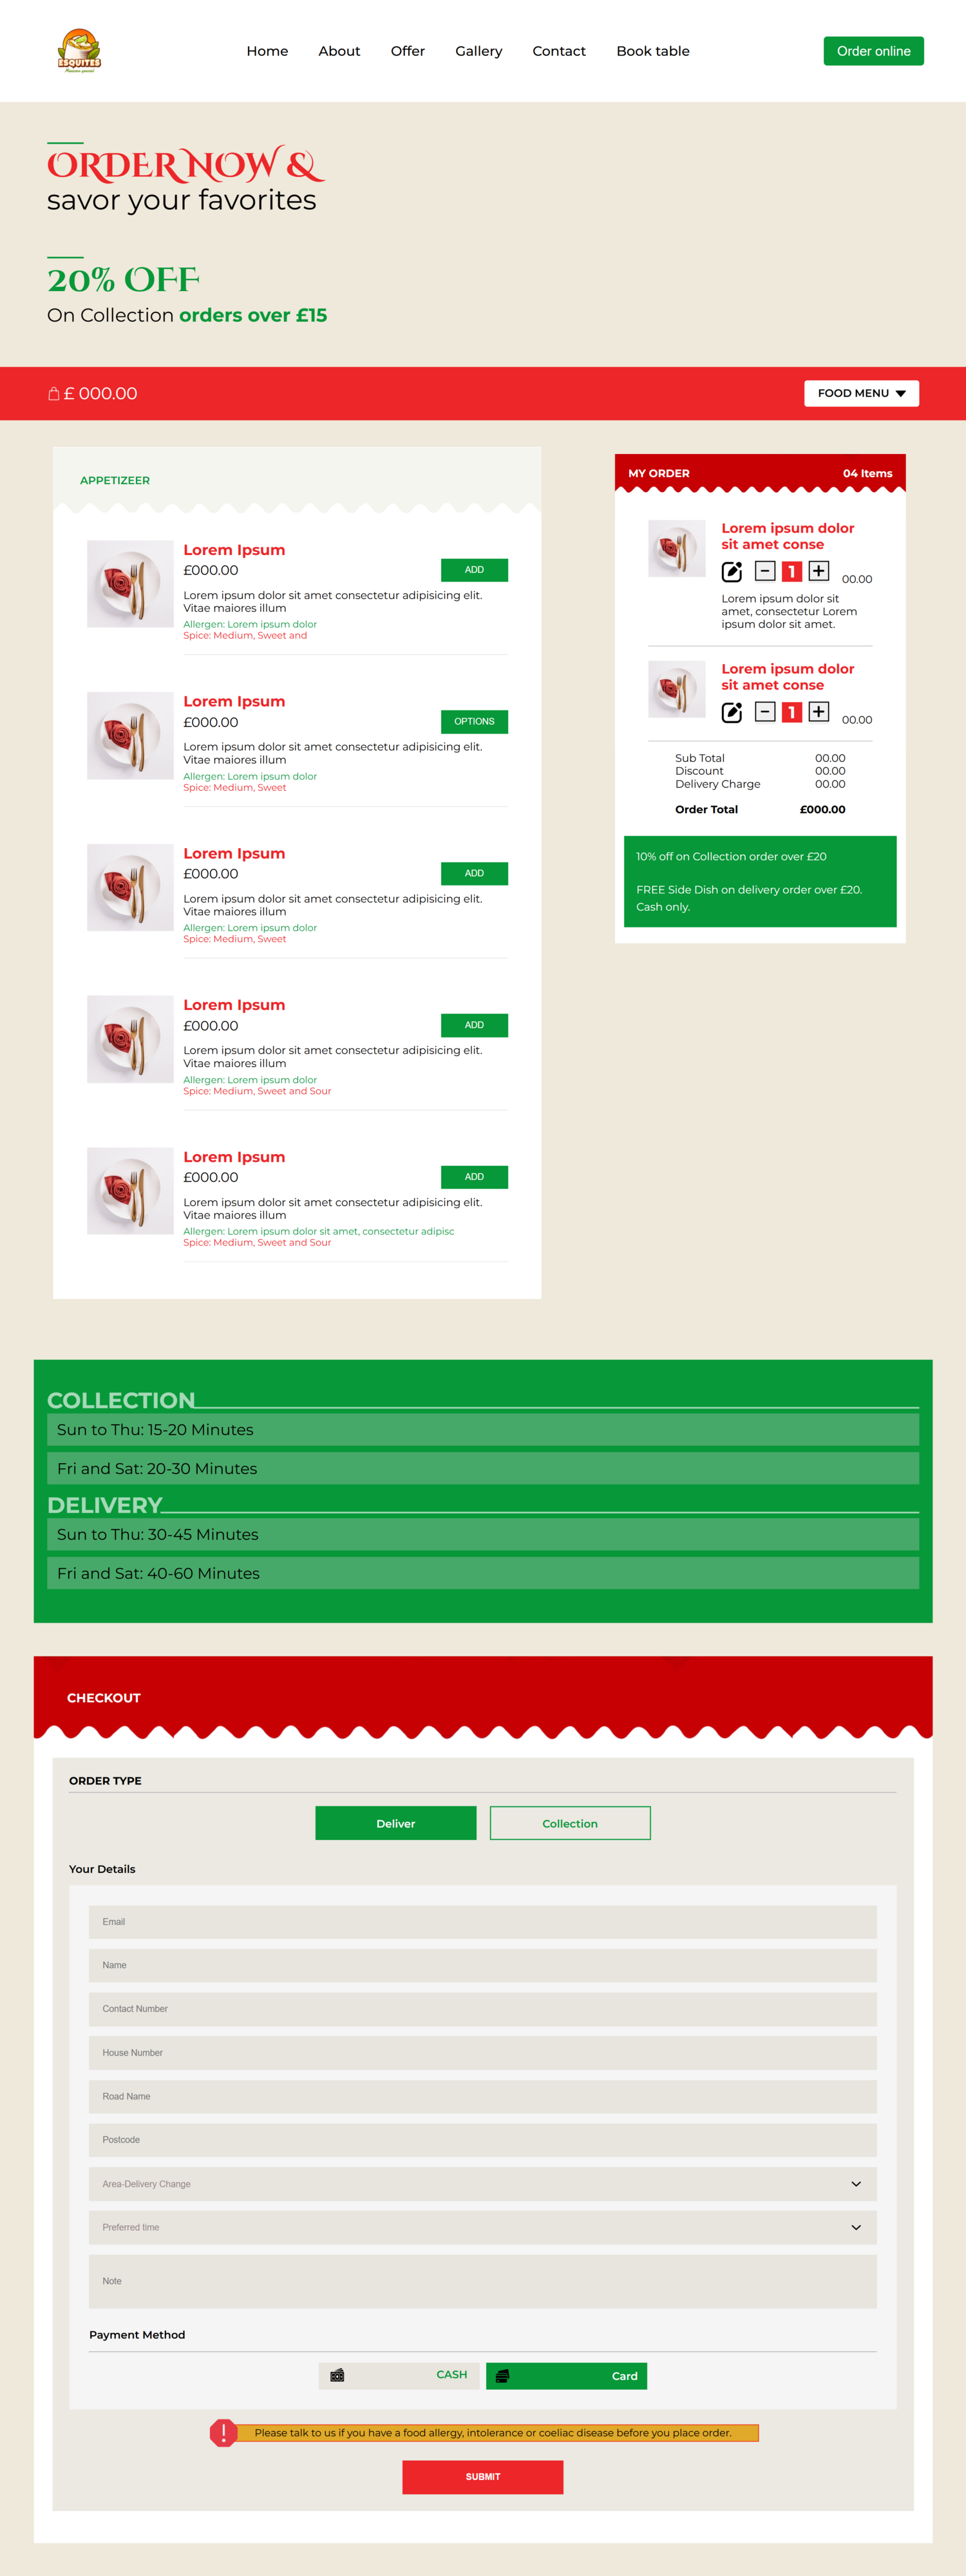 ESQUITES
Home About Offer Gallery Contact Book table
Order online
ORDER NOW &
savor your favorites
20% OFF
On Collection orders over £15
£ 000.00
FOOD MENU
APPETIZEER
Lorem Ipsum
£000.00
ADD
Lorem ipsum dolor sit amet consectetur adipisicing elit.
Vitae maiores illum
Allergen: Lorem ipsum dolor
Spice: Medium, Sweet and
Lorem Ipsum
£000.00
OPTIONS
Lorem ipsum dolor sit amet consectetur adipisicing elit.
Vitae maiores illum
Allergen: Lorem ipsum dolor
Spice: Medium, Sweet
Lorem Ipsum
£000.00
ADD
Lorem ipsum dolor sit amet consectetur adipisicing elit.
Vitae maiores illum
Allergen: Lorem ipsum dolor
Spice: Medium, Sweet
Lorem Ipsum
£000.00
ADD
Lorem ipsum dolor sit amet consectetur adipisicing elit.
Vitae maiores illum
Allergen: Lorem ipsum dolor
Spice: Medium, Sweet and Sour
Lorem Ipsum
£000.00
ADD
Lorem ipsum dolor sit amet consectetur adipisicing elit.
Vitae maiores illum
Allergen: Lorem ipsum dolor sit amet, consectetur adipisc
Spice: Medium, Sweet and Sour
MY ORDER 04 Items
Lorem ipsum dolor
sit amet conse
1
00.00
Lorem ipsum dolor sit
amet, consectetur Lorem
ipsum dolor sit amet.
Lorem ipsum dolor
sit amet conse
1
00.00
Sub Total 00.00
Discount 00.00
Delivery Charge 00.00
Order Total £000.00
10% off on Collection order over £20
FREE Side Dish on delivery order over £20.
Cash only.
COLLECTION
Sun to Thu: 15-20 Minutes
Fri and Sat: 20-30 Minutes
DELIVERY
Sun to Thu: 30-45 Minutes
Fri and Sat: 40-60 Minutes
CHECKOUT
ORDER TYPE
Deliver Collection
Your Details
Email
Name
Contact Number
House Number
Road Name
Postcode
Area-Delivery Change
Preferred time
Note
Payment Method
CASH Card
Please talk to us if you have a food allergy, intolerance or coeliac disease before you place order.
SUBMIT